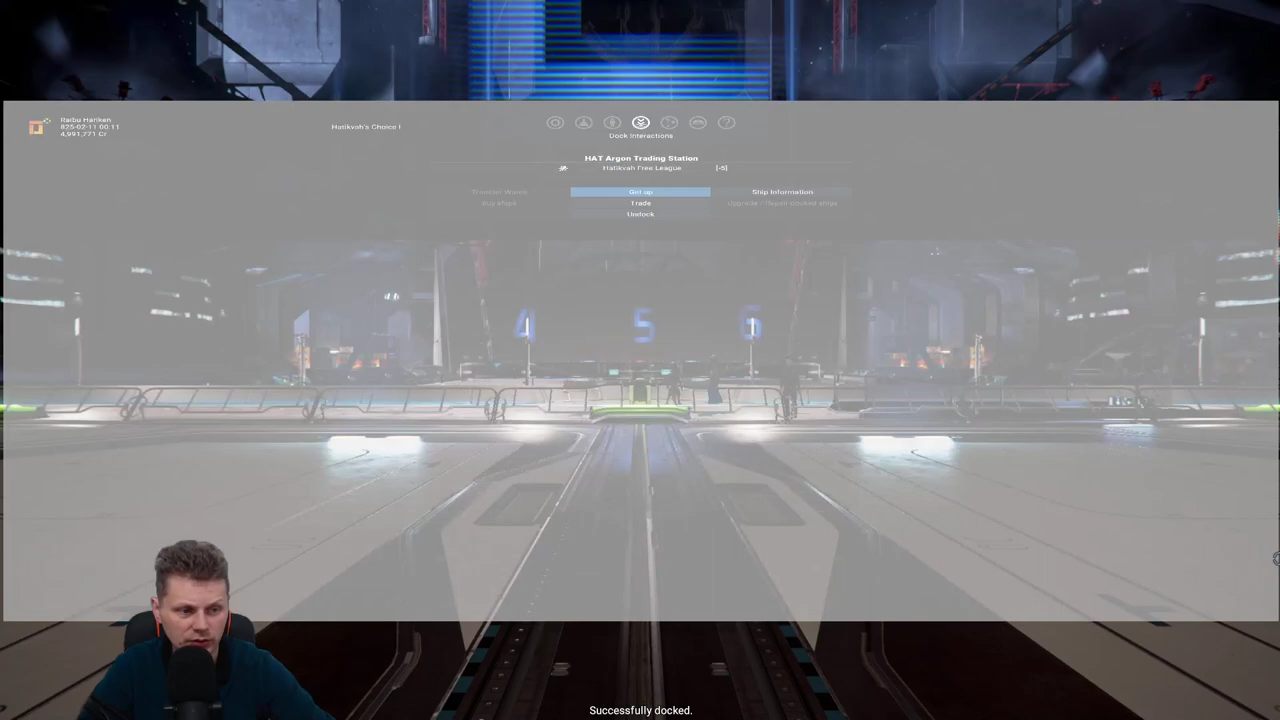 Raibu Hariken
825-02-11 00:11
4,991,771 Cr
Hatikvah's Choice I
Dock Interactions
HAT Argon Trading Station
Hatikvah Free League [-5]
Transfer Wares Get up Ship Information
Buy ships Trade Upgrade / Repair docked ships
Undock
4 5 6
Successfully docked.